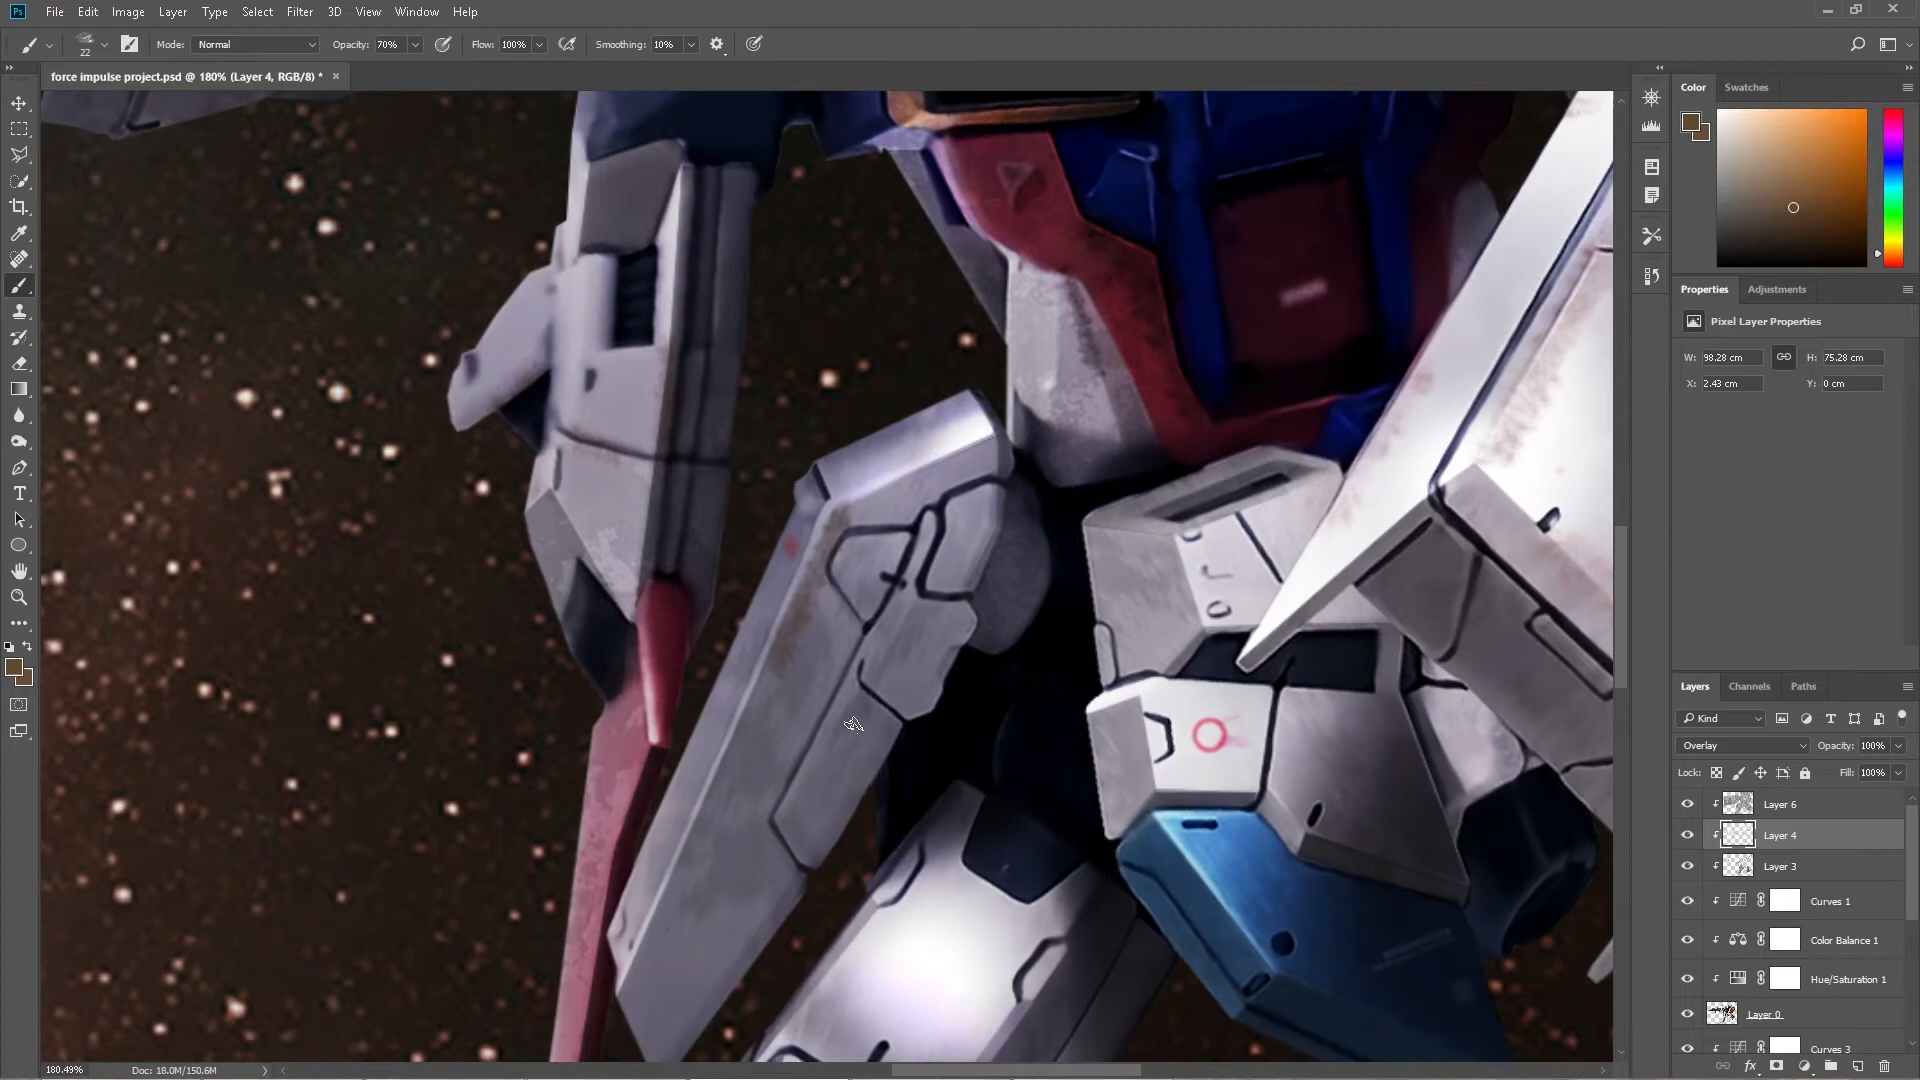 Ps File Edit Image Layer Type Select Filter 3D View Window Help
22 Mode: Normal Opacity: 70% Flow: 100% Smoothing: 10%
force impulse project.psd @ 180% (Layer 4, RGB/8) * ×
Color Swatches
Properties Adjustments
Pixel Layer Properties
W: 98.28 cm H: 75.28 cm
X: 2.43 cm Y: 0 cm
Layers Channels Paths
Kind
Overlay Opacity: 100%
Lock: Fill: 100%
Layer 6
Layer 4
Layer 3
Curves 1
Color Balance 1
Hue/Saturation 1
Layer 0
Curves 3
180.49% Doc: 18.0M/150.6M